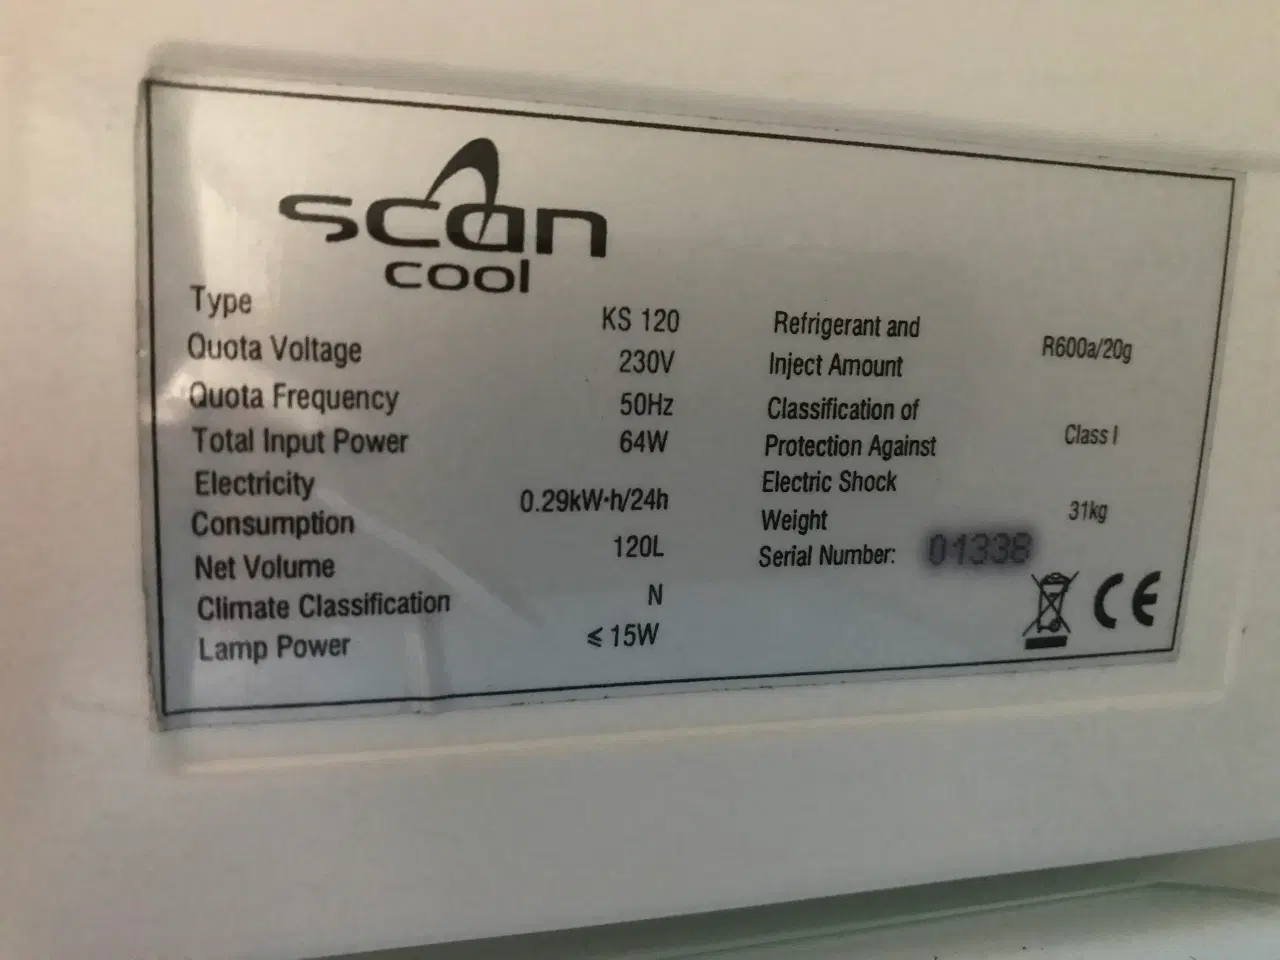 scan
cool
Type KS 120
Quota Voltage 230V
Quota Frequency 50Hz
Total Input Power 64W
Electricity
Consumption 0.29kW·h/24h
Net Volume 120L
Climate Classification N
Lamp Power ≤ 15W
Refrigerant and
Inject Amount R600a/20g
Classification of
Protection Against Class I
Electric Shock
Weight 31kg
Serial Number: 01338
CE